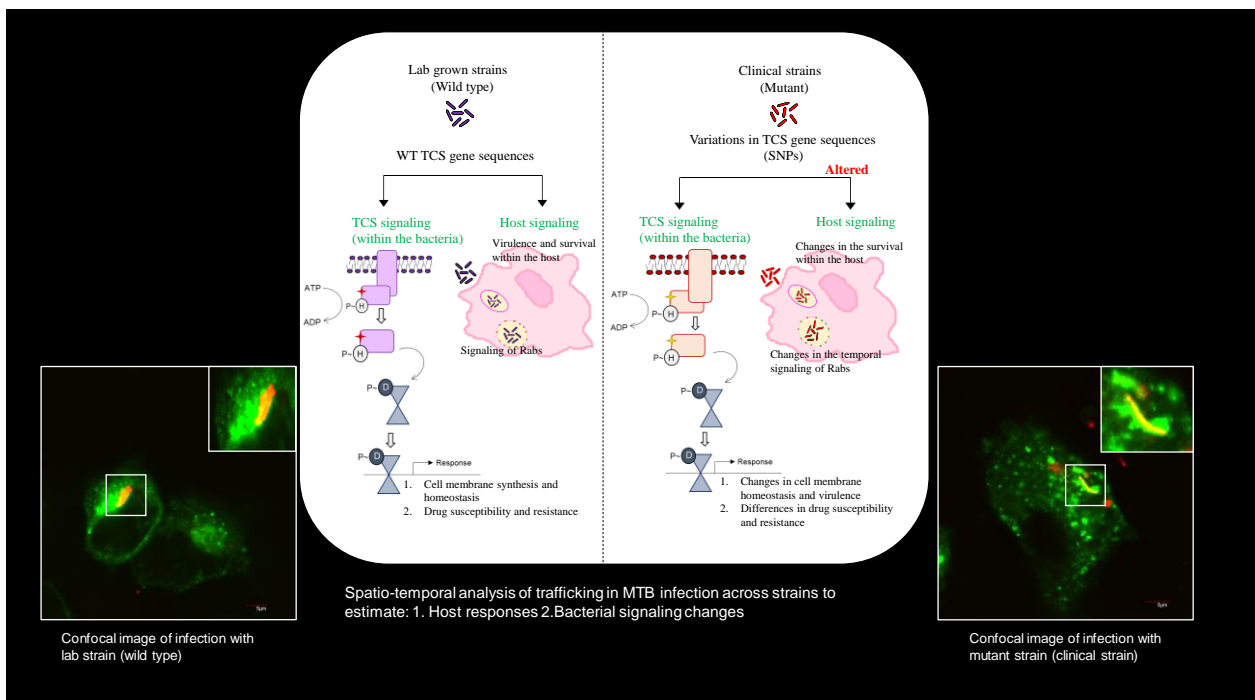 Lab grown strains
(Wild type)
WT TCS gene sequences
TCS signaling
(within the bacteria)
Host signaling
Virulence and survival
within the host
ATP
ADP
P~ H
P~ H
Signaling of Rabs
P~ D
P~ D
Response
1. Cell membrane synthesis and
homeostasis
2. Drug susceptibility and resistance
Clinical strains
(Mutant)
Variations in TCS gene sequences
(SNPs)
Altered
TCS signaling
(within the bacteria)
Host signaling
Changes in the survival
within the host
ATP
ADP
P~ H
P~ H
Changes in the temporal
signaling of Rabs
P~ D
P~ D
Response
1. Changes in cell membrane
homeostasis and virulence
2. Differences in drug susceptibility
and resistance
5µm
5µm
Spatio-temporal analysis of trafficking in MTB infection across strains to
estimate: 1. Host responses 2.Bacterial signaling changes
Confocal image of infection with
lab strain (wild type)
Confocal image of infection with
mutant strain (clinical strain)